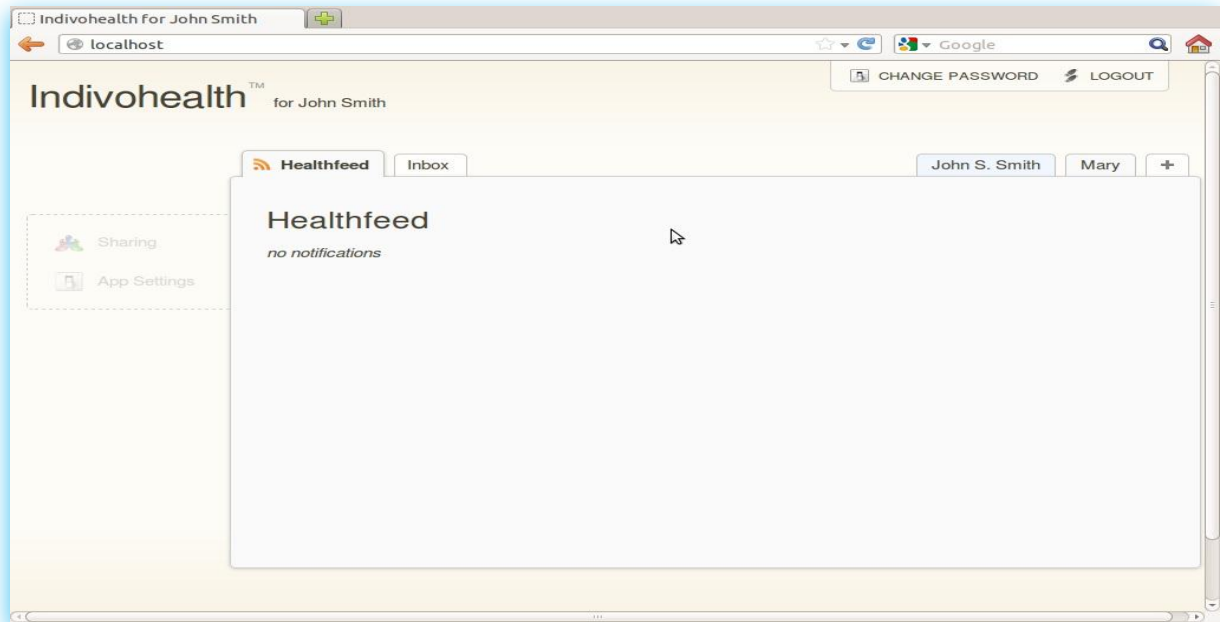 Indivohealth for John Smith
localhost
Google
CHANGE PASSWORD LOGOUT
Indivohealth™ for John Smith
Healthfeed Inbox John S. Smith Mary +
Healthfeed
no notifications
Sharing
App Settings